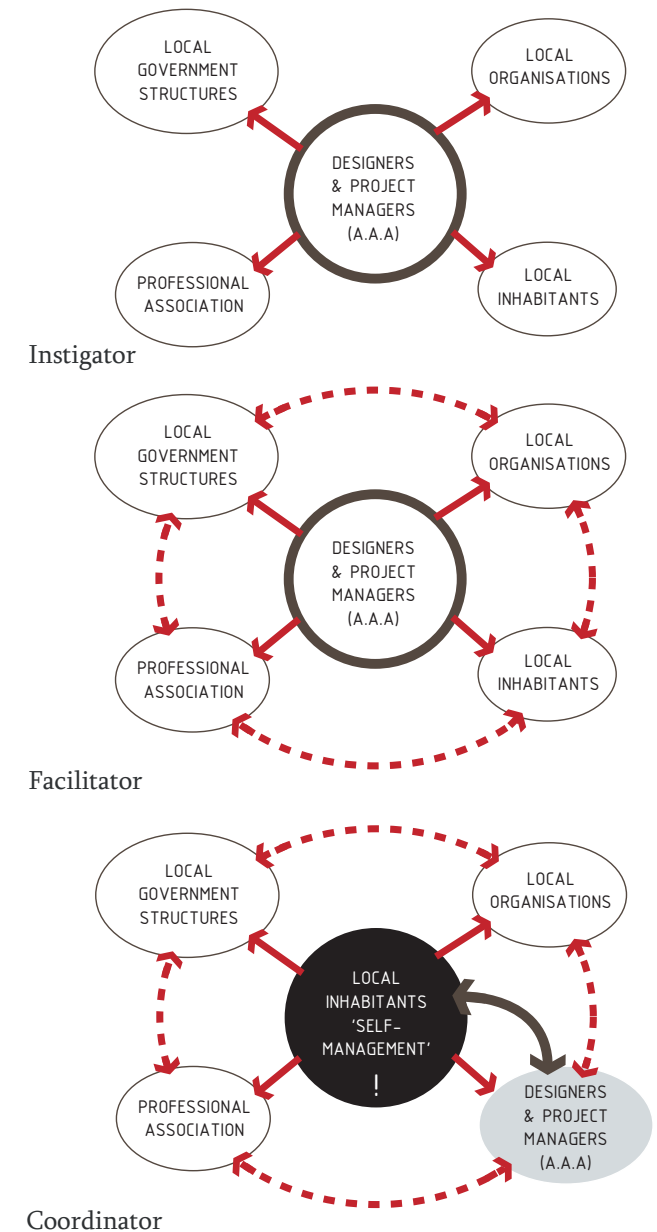 LOCAL
GOVERNMENT
STRUCTURES
LOCAL
ORGANISATIONS
DESIGNERS
& PROJECT
MANAGERS
(A.A.A)
PROFESSIONAL
ASSOCIATION
LOCAL
INHABITANTS
Instigator
LOCAL
GOVERNMENT
STRUCTURES
LOCAL
ORGANISATIONS
DESIGNERS
& PROJECT
MANAGERS
(A.A.A)
PROFESSIONAL
ASSOCIATION
LOCAL
INHABITANTS
Facilitator
LOCAL
GOVERNMENT
STRUCTURES
LOCAL
ORGANISATIONS
LOCAL
INHABITANTS
'SELF-
MANAGEMENT'
!
PROFESSIONAL
ASSOCIATION
DESIGNERS
& PROJECT
MANAGERS
(A.A.A)
Coordinator